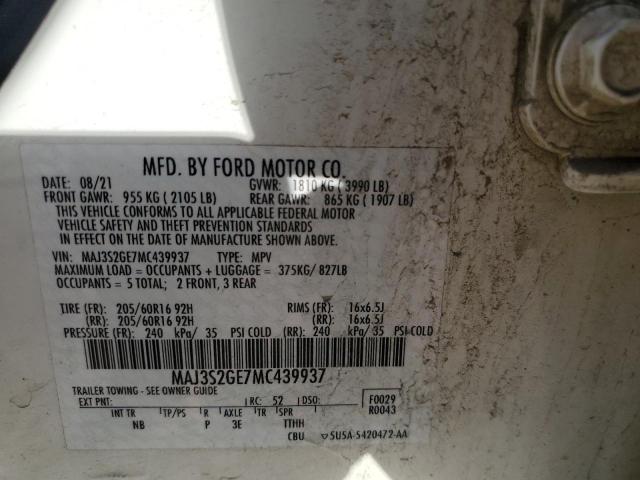 MFD. BY FORD MOTOR CO.
DATE: 08/21 GVWR: 1810 KG ( 3990 LB)
FRONT GAWR: 955 KG ( 2105 LB) REAR GAWR: 865 KG ( 1907 LB)
THIS VEHICLE CONFORMS TO ALL APPLICABLE FEDERAL MOTOR
VEHICLE SAFETY AND THEFT PREVENTION STANDARDS
IN EFFECT ON THE DATE OF MANUFACTURE SHOWN ABOVE.
VIN: MAJ3S2GE7MC439937 TYPE: MPV
MAXIMUM LOAD = OCCUPANTS + LUGGAGE = 375KG/ 827LB
OCCUPANTS = 5 TOTAL; 2 FRONT, 3 REAR
TIRE (FR): 205/60R16 92H RIMS (FR): 16x6.5J
(RR): 205/60R16 92H (RR): 16x6.5J
PRESSURE (FR): 240 kPa/ 35 PSI COLD (RR): 240 kPa/ 35 PSI COLD
MAJ3S2GE7MC439937
TRAILER TOWING - SEE OWNER GUIDE
EXT PNT: RC: 52 DSO: F0029
R0043
INT TR TP/PS R AXLE TR SPR
NB P 3E TTHH
CBU ▽5U5A-5420472-AA